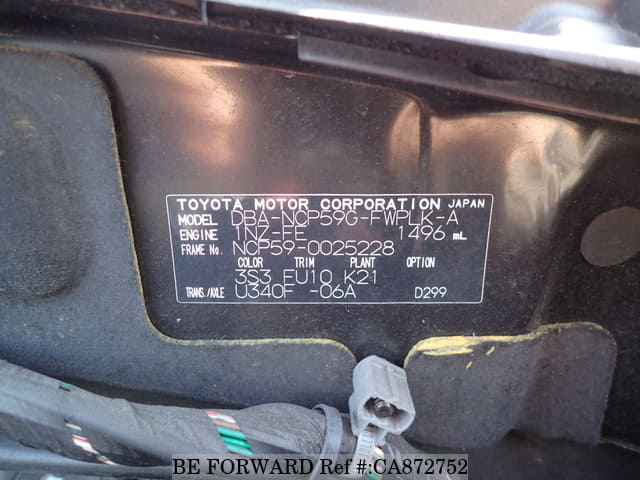 TOYOTA MOTOR CORPORATION JAPAN
MODEL DBA-NCP59G-FWPLK-A
ENGINE 1NZ-FE 1496 mL
FRAME No. NCP59-0025228
COLOR TRIM PLANT OPTION
3S3 FU10 K21
TRANS./AXLE U340F -06A D299
BE FORWARD Ref #:CA872752